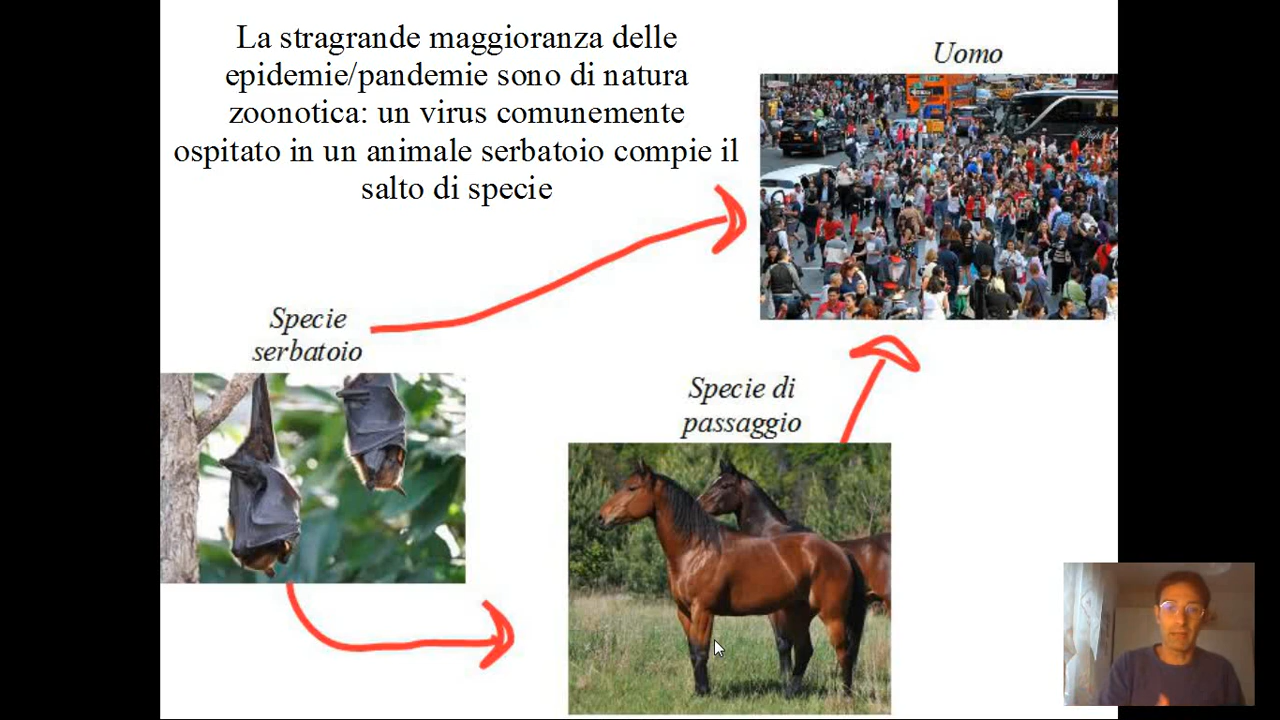 La stragrande maggioranza delle
epidemie/pandemie sono di natura
zoonotica: un virus comunemente
ospitato in un animale serbatoio compie il
salto di specie
Uomo
Specie
serbatoio
Specie di
passaggio